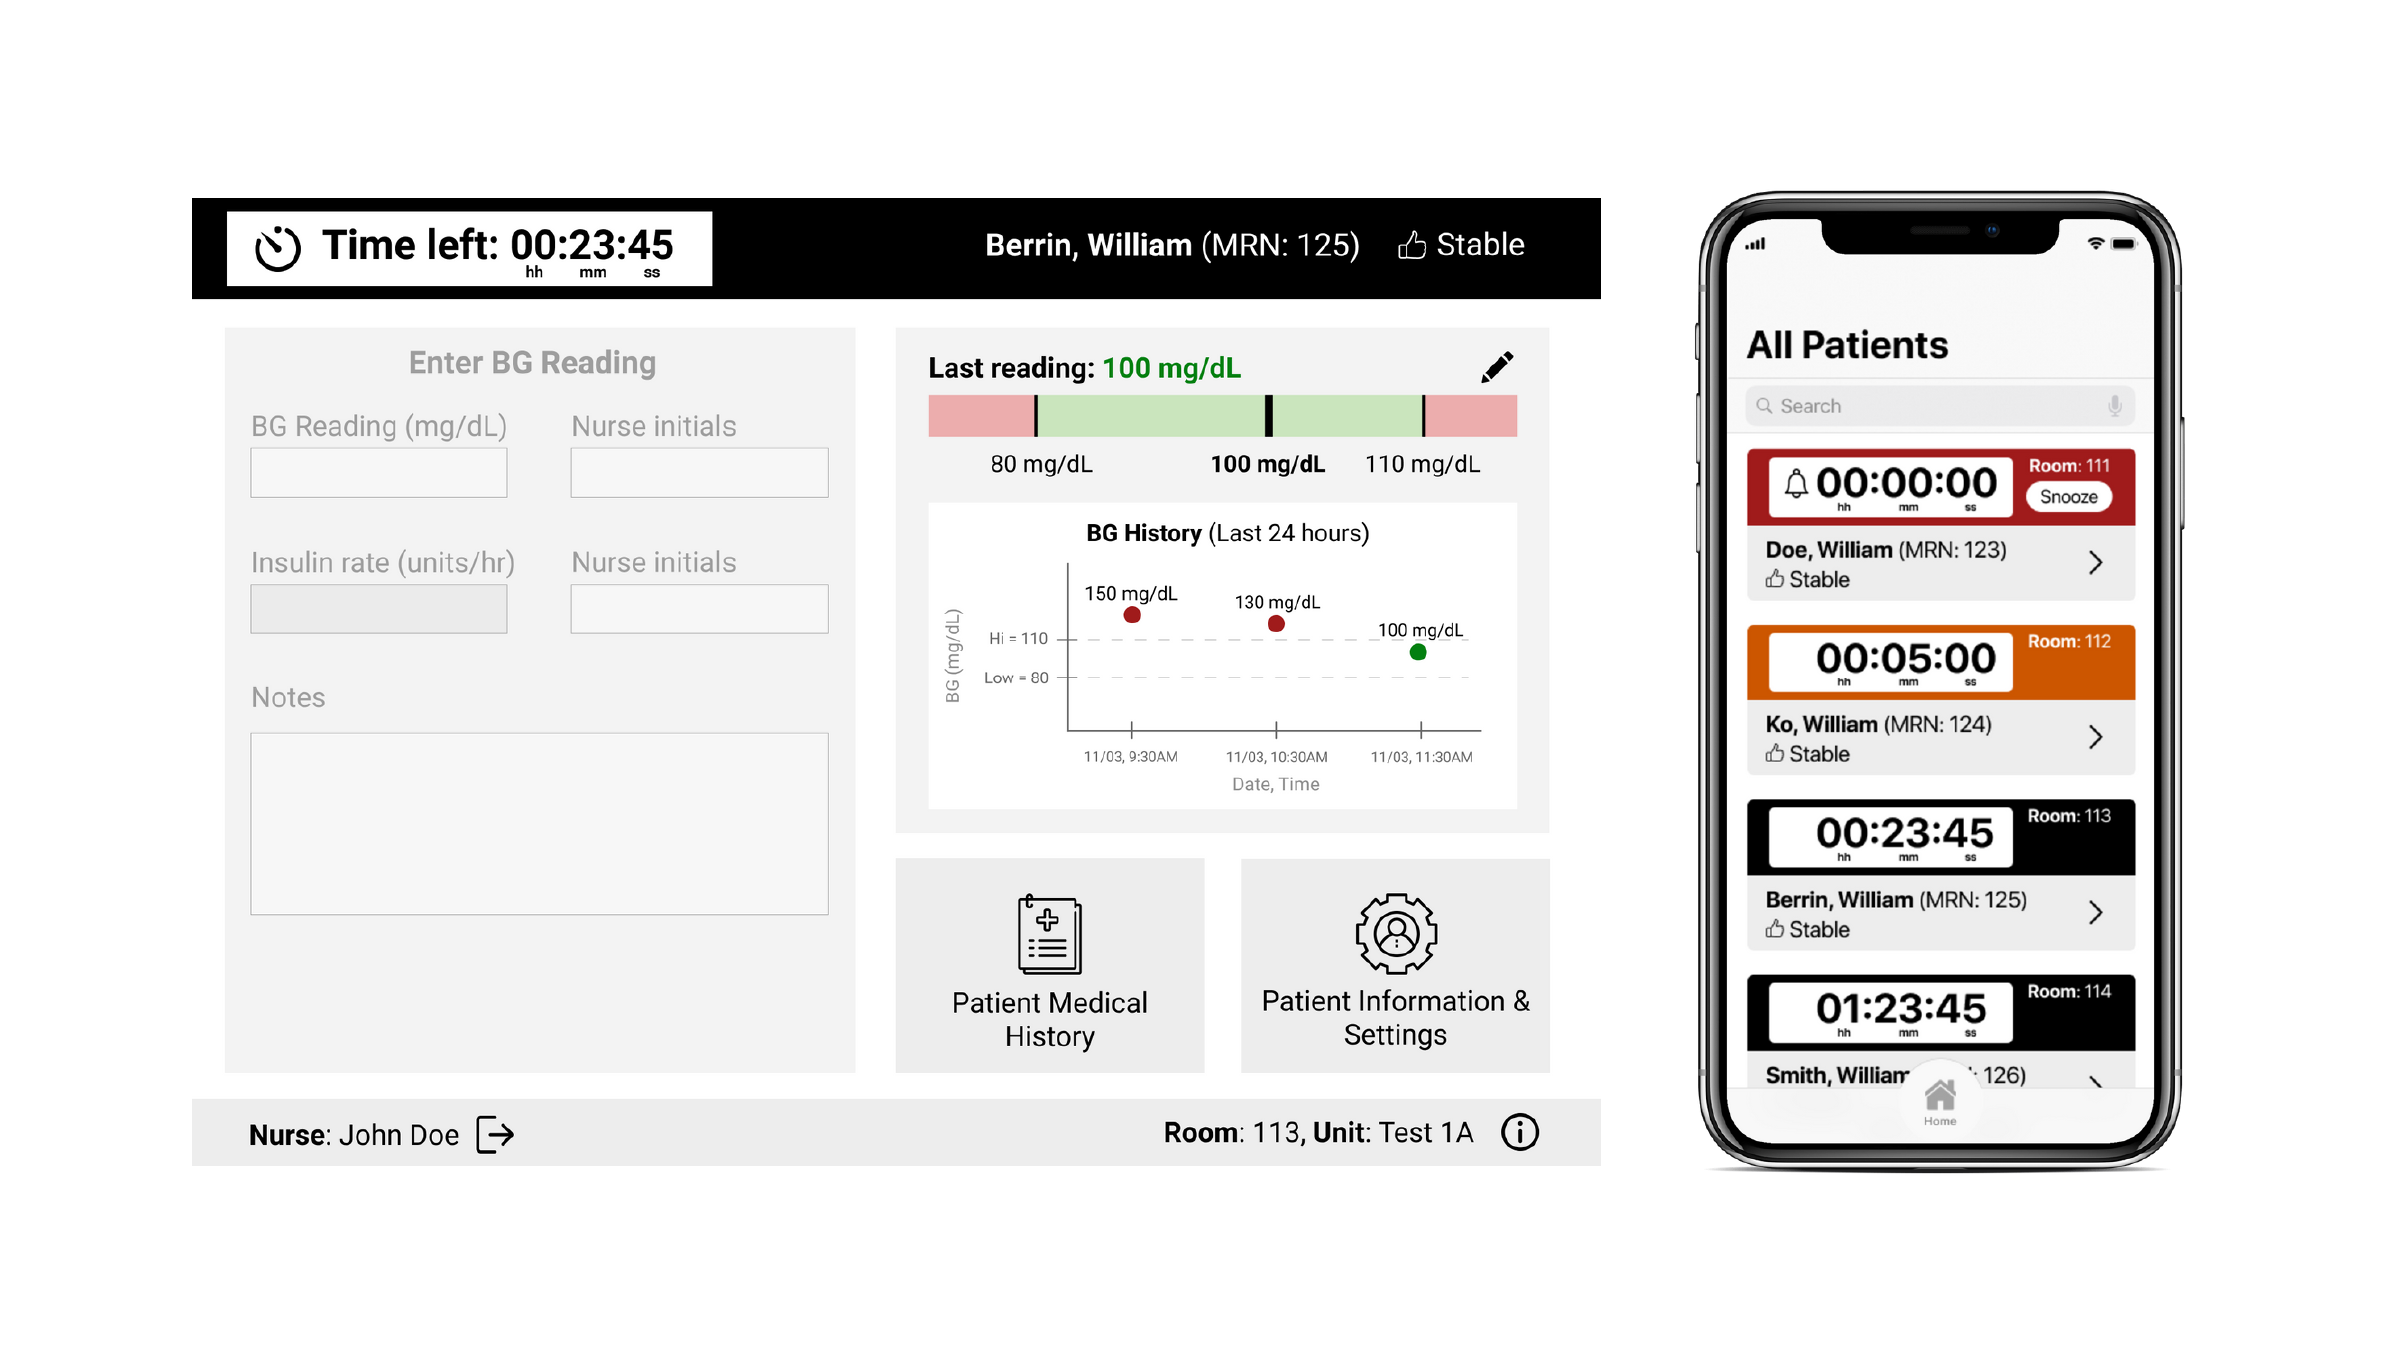 Time left: 00:23:45
hh mm ss
Berrin, William (MRN: 125) Stable
Enter BG Reading
BG Reading (mg/dL) Nurse initials
Insulin rate (units/hr) Nurse initials
Notes
Last reading: 100 mg/dL
80 mg/dL 100 mg/dL 110 mg/dL
BG History (Last 24 hours)
150 mg/dL
130 mg/dL
100 mg/dL
BG (mg/dL)
Hi = 110
Low = 80
11/03, 9:30AM 11/03, 10:30AM 11/03, 11:30AM
Date, Time
Patient Medical
History
Patient Information &
Settings
Nurse: John Doe
Room: 113, Unit: Test 1A
All Patients
Search
00:00:00
hh mm ss
Room: 111
Snooze
Doe, William (MRN: 123)
Stable
00:05:00
hh mm ss
Room: 112
Ko, William (MRN: 124)
Stable
00:23:45
hh mm ss
Room: 113
Berrin, William (MRN: 125)
Stable
01:23:45
hh mm ss
Room: 114
Smith, William 126)
Home